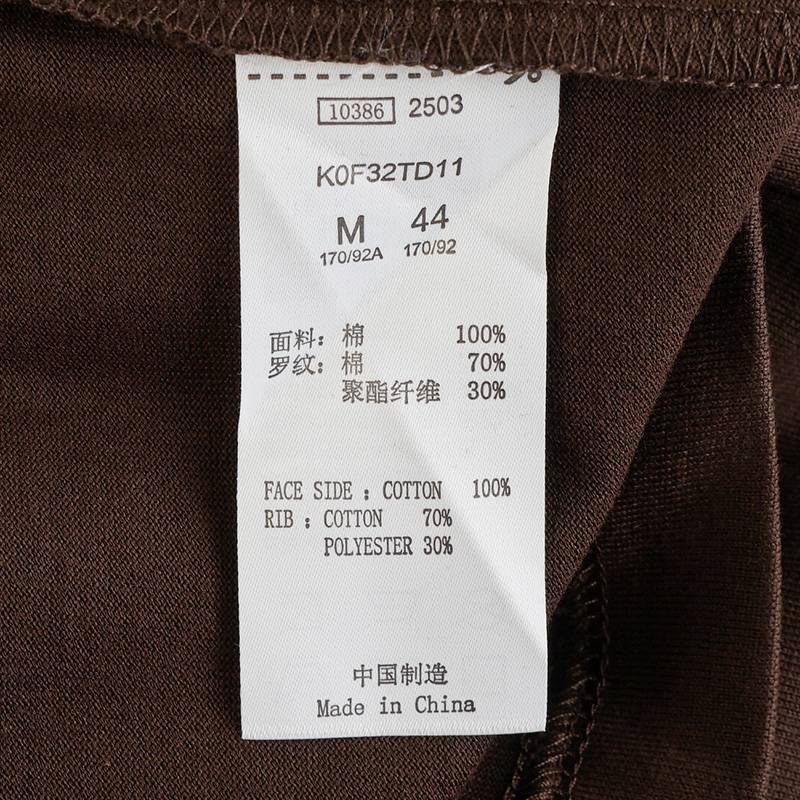 %
10386 2503
K0F32TD11
M 44
170/92A 170/92
面料：棉 100%
罗纹：棉 70%
聚酯纤维 30%
FACE SIDE : COTTON 100%
RIB : COTTON 70%
POLYESTER 30%
中国制造
Made in China